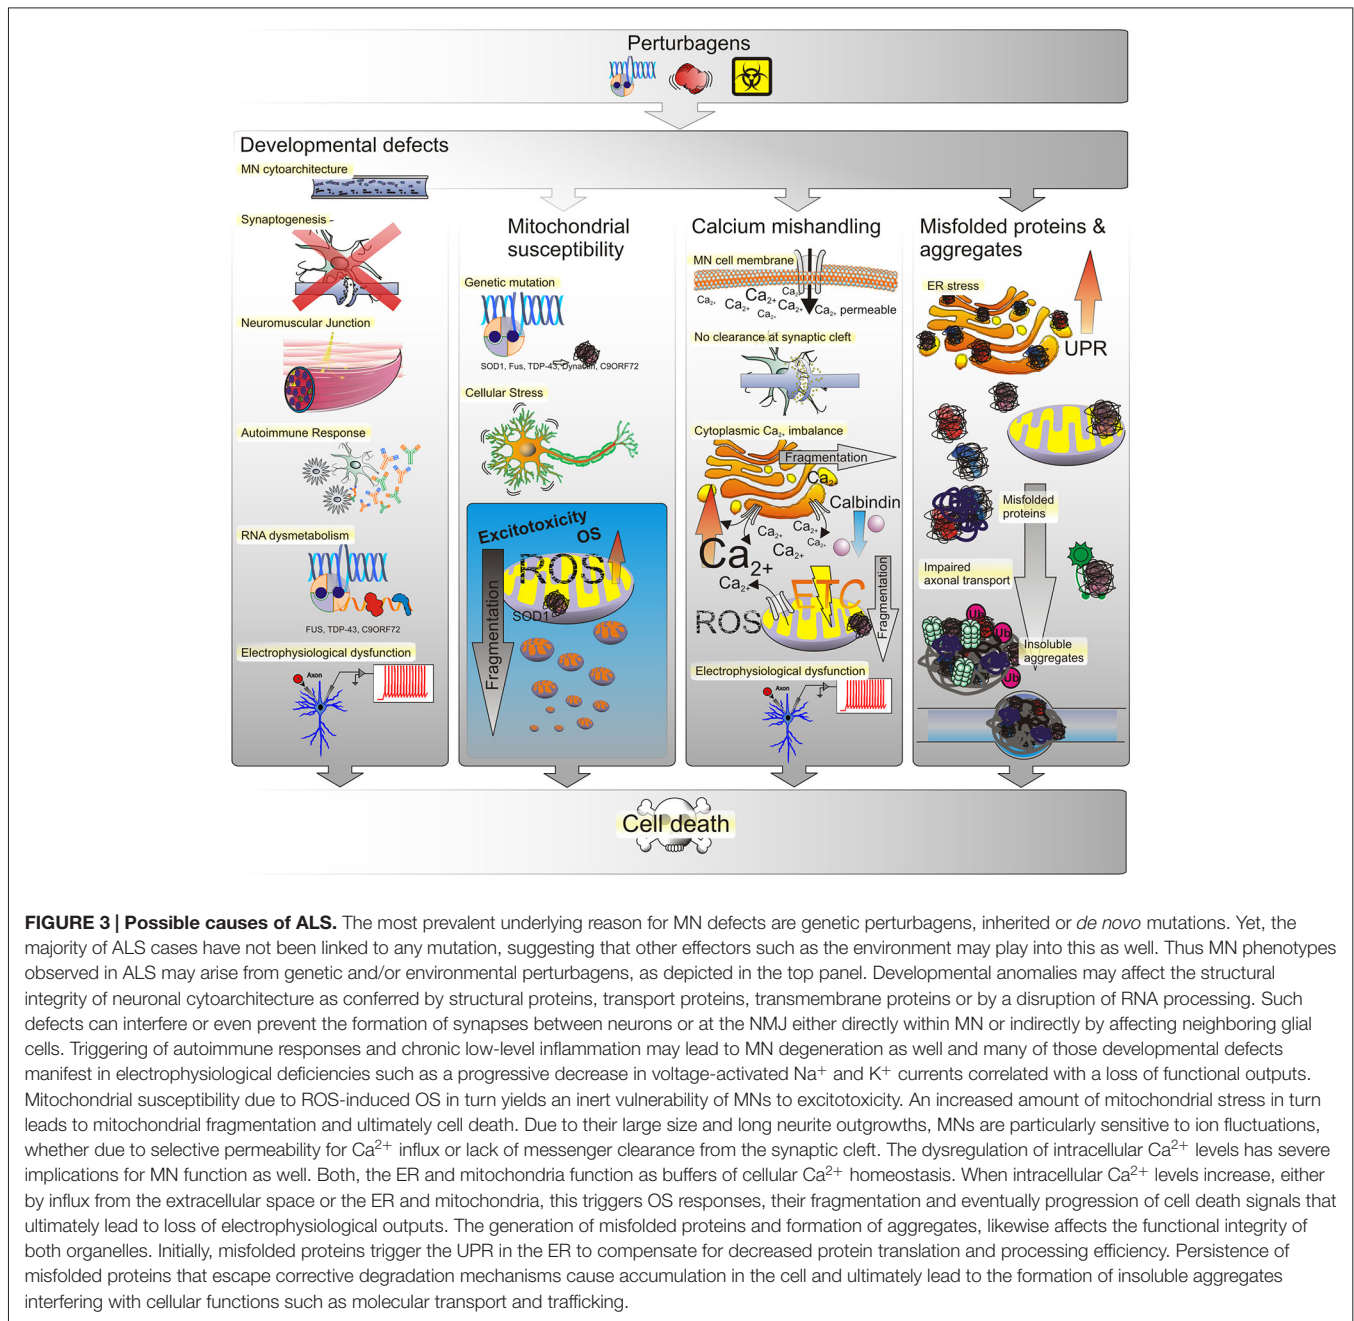 Perturbagens
Developmental defects
MN cytoarchitecture
Synaptogenesis -
Neuromuscular Junction
Autoimmune Response
RNA dysmetabolism
FUS, TDP-43, C9ORF72
Electrophysiological dysfunction
Axon
Mitochondrial
susceptibility
Genetic mutation
SOD1, Fus, TDP-43, Dynactin, C9ORF72
Cellular Stress
Excitotoxicity
OS
ROS
SOD1
Fragmentation
Calcium mishandling
MN cell membrane
Ca2+ Ca2+ Ca2+ Ca2+ Ca2+ Ca2+
Ca2+ permeable
No clearance at synaptic cleft
Cytoplasmic Ca2+ imbalance
Fragmentation
Ca2+
Calbindin
Ca2+
Ca2+
Ca2+
Ca2+
Ca2+
Ca2+
ETC
ROS
Fragmentation
Electrophysiological dysfunction
Axon
Misfolded proteins &
aggregates
ER stress
UPR
Misfolded
proteins
Impaired
axonal transport
Ub
Ub
Insoluble
aggregates
Ub
Cell death
FIGURE 3 | Possible causes of ALS. The most prevalent underlying reason for MN defects are genetic perturbagens, inherited or de novo mutations. Yet, the
majority of ALS cases have not been linked to any mutation, suggesting that other effectors such as the environment may play into this as well. Thus MN phenotypes
observed in ALS may arise from genetic and/or environmental perturbagens, as depicted in the top panel. Developmental anomalies may affect the structural
integrity of neuronal cytoarchitecture as conferred by structural proteins, transport proteins, transmembrane proteins or by a disruption of RNA processing. Such
defects can interfere or even prevent the formation of synapses between neurons or at the NMJ either directly within MN or indirectly by affecting neighboring glial
cells. Triggering of autoimmune responses and chronic low-level inflammation may lead to MN degeneration as well and many of those developmental defects
manifest in electrophysiological deficiencies such as a progressive decrease in voltage-activated Na+ and K+ currents correlated with a loss of functional outputs.
Mitochondrial susceptibility due to ROS-induced OS in turn yields an inert vulnerability of MNs to excitotoxicity. An increased amount of mitochondrial stress in turn
leads to mitochondrial fragmentation and ultimately cell death. Due to their large size and long neurite outgrowths, MNs are particularly sensitive to ion fluctuations,
whether due to selective permeability for Ca2+ influx or lack of messenger clearance from the synaptic cleft. The dysregulation of intracellular Ca2+ levels has severe
implications for MN function as well. Both, the ER and mitochondria function as buffers of cellular Ca2+ homeostasis. When intracellular Ca2+ levels increase, either
by influx from the extracellular space or the ER and mitochondria, this triggers OS responses, their fragmentation and eventually progression of cell death signals that
ultimately lead to loss of electrophysiological outputs. The generation of misfolded proteins and formation of aggregates, likewise affects the functional integrity of
both organelles. Initially, misfolded proteins trigger the UPR in the ER to compensate for decreased protein translation and processing efficiency. Persistence of
misfolded proteins that escape corrective degradation mechanisms cause accumulation in the cell and ultimately lead to the formation of insoluble aggregates
interfering with cellular functions such as molecular transport and trafficking.